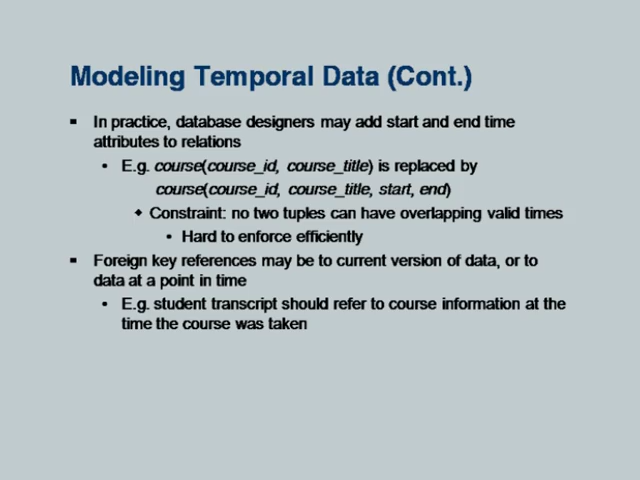 Modeling Temporal Data (Cont.)
▪ In practice, database designers may add start and end time
attributes to relations
• E.g. course(course_id, course_title) is replaced by
course(course_id, course_title, start, end)
◆ Constraint: no two tuples can have overlapping valid times
• Hard to enforce efficiently
▪ Foreign key references may be to current version of data, or to
data at a point in time
• E.g. student transcript should refer to course information at the
time the course was taken